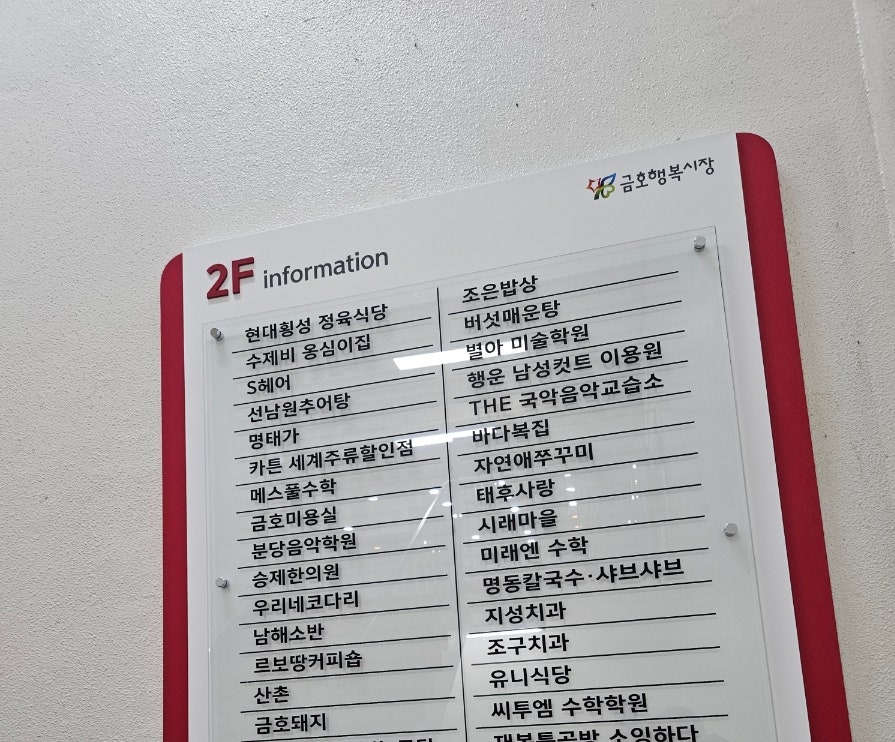 금호행복시장
2F information
현대횡성 정육식당
수제비 옹심이집
S헤어
선남원추어탕
명태가
카튼 세계주류할인점
메스풀수학
금호미용실
분당음악학원
승제한의원
우리네코다리
남해소반
르보땅커피숍
산촌
금호돼지
조은밥상
버섯매운탕
별아 미술학원
행운 남성컷트 이용원
THE 국악음악교습소
바다복집
자연애쭈꾸미
태후사랑
시래마을
미래엔 수학
명동칼국수·샤브샤브
지성치과
조구치과
유니식당
씨투엠 수학학원
소잉하다